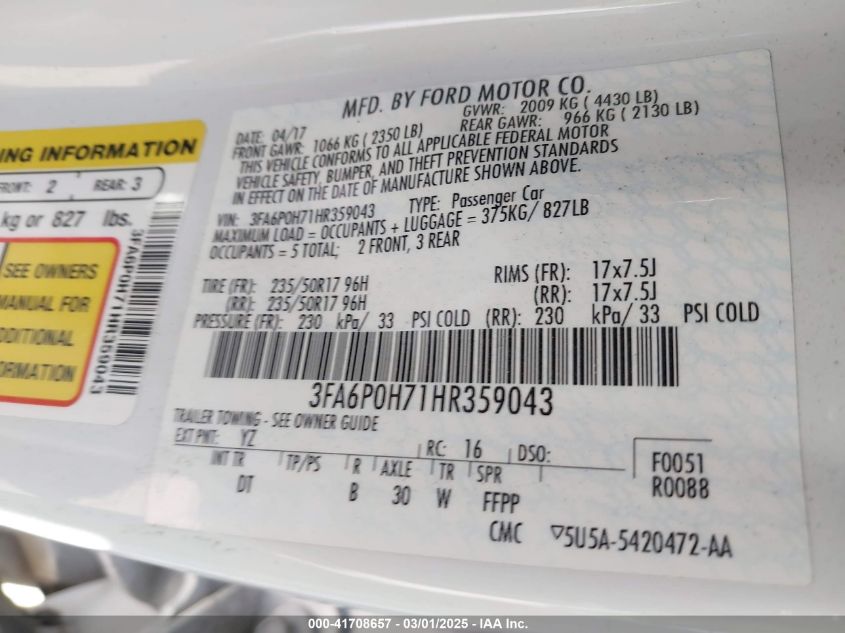 NG INFORMATION
FRONT: 2 REAR: 3
kg or 827 lbs.
SEE OWNERS
MANUAL FOR
ADDITIONAL
ORMATION
3FA6P0H71HR359043
MFD. BY FORD MOTOR CO.
DATE: 04/17 GVWR: 2009 KG ( 4430 LB)
FRONT GAWR: 1066 KG ( 2350 LB) REAR GAWR: 966 KG ( 2130 LB)
THIS VEHICLE CONFORMS TO ALL APPLICABLE FEDERAL MOTOR
VEHICLE SAFETY, BUMPER, AND THEFT PREVENTION STANDARDS
IN EFFECT ON THE DATE OF MANUFACTURE SHOWN ABOVE.
VIN: 3FA6P0H71HR359043 TYPE: Passenger Car
MAXIMUM LOAD = OCCUPANTS + LUGGAGE = 375KG/ 827LB
OCCUPANTS = 5 TOTAL; 2 FRONT, 3 REAR
TIRE (FR): 235/50R17 96H RIMS (FR): 17x7.5J
(RR): 235/50R17 96H (RR): 17x7.5J
PRESSURE (FR): 230 kPa/ 33 PSI COLD (RR): 230 kPa/ 33 PSI COLD
3FA6P0H71HR359043
TRAILER TOWING - SEE OWNER GUIDE
EXT PNT: YZ RC: 16 DSO: F0051
INT TR TP/PS R AXLE TR SPR R0088
DT B 30 W FFPP
CMC ▽5U5A-5420472-AA
000-41708657 - 03/01/2025 - IAA Inc.